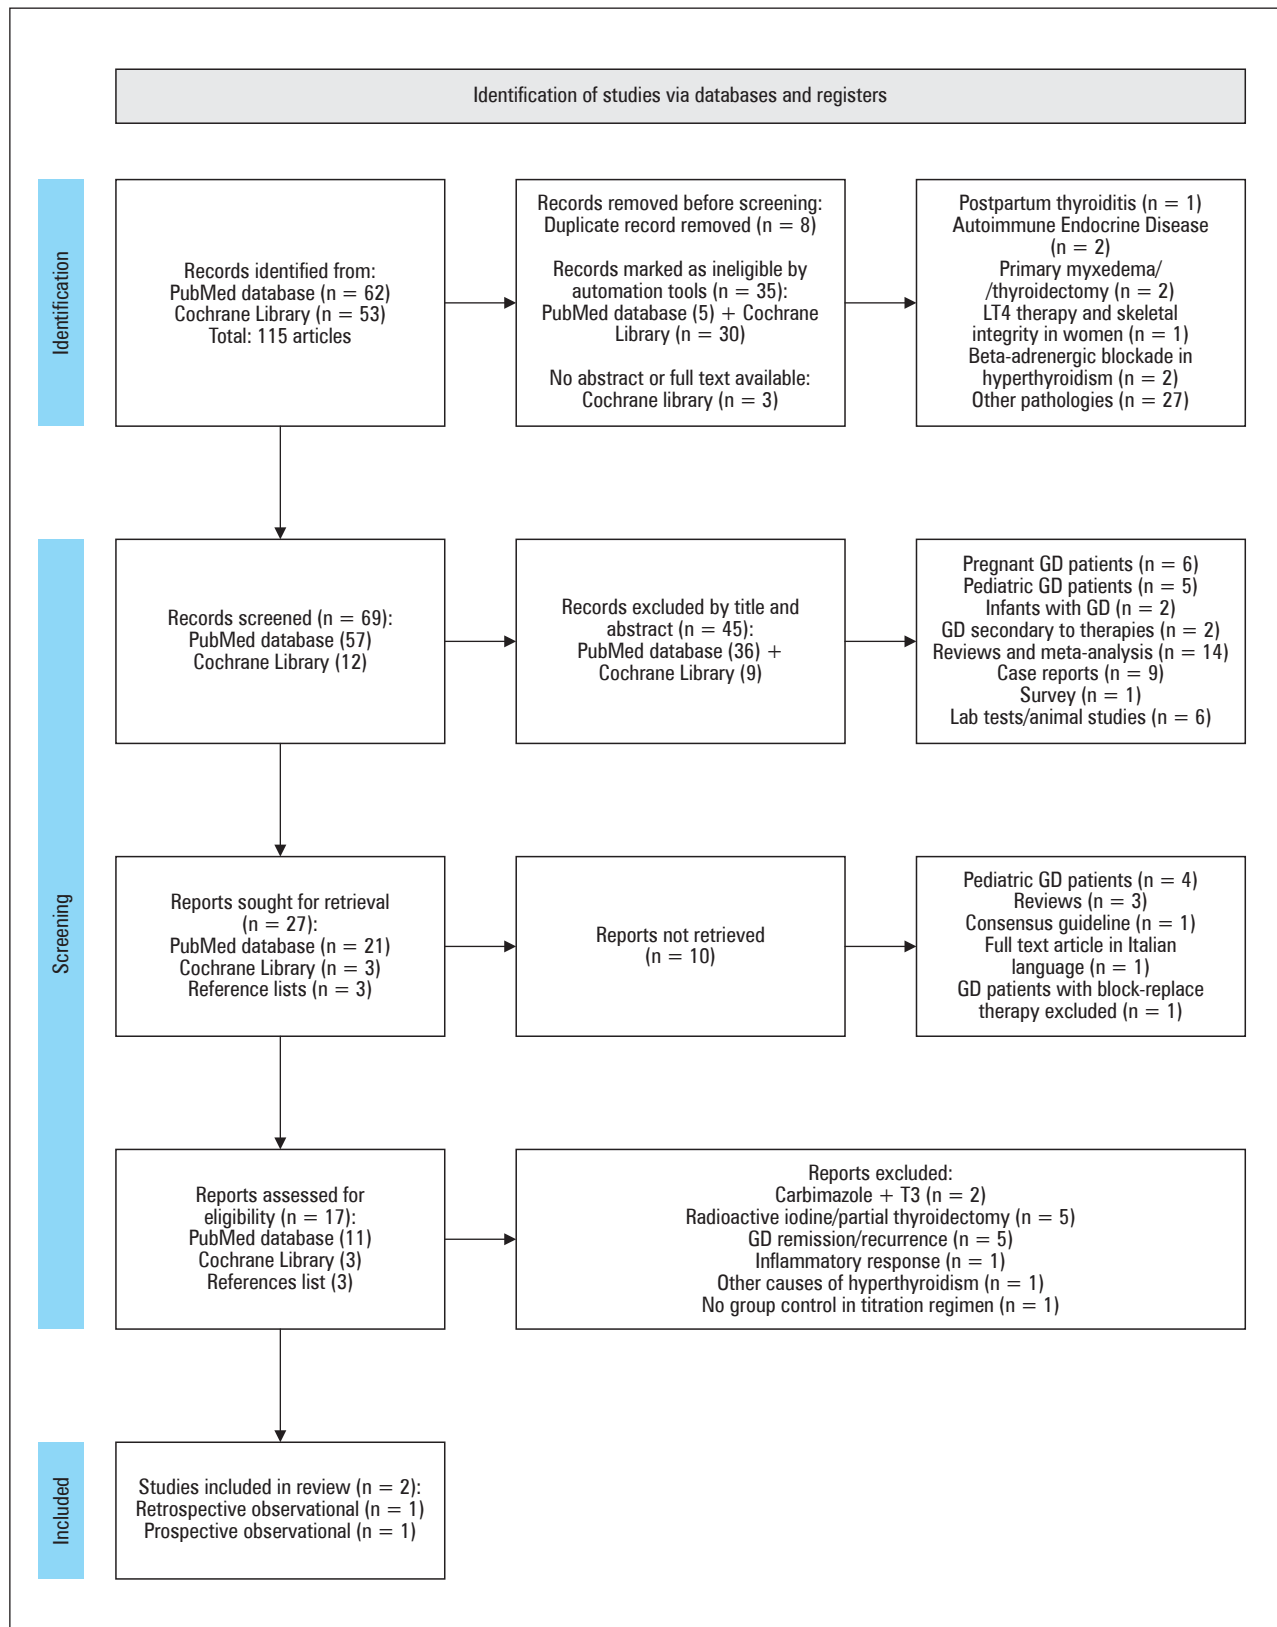 Identification of studies via databases and registers
Identification
Records identified from:
PubMed database (n = 62)
Cochrane Library (n = 53)
Total: 115 articles
Records removed before screening:
Duplicate record removed (n = 8)
Records marked as ineligible by
automation tools (n = 35):
PubMed database (5) + Cochrane
Library (n = 30)
No abstract or full text available:
Cochrane library (n = 3)
Postpartum thyroiditis (n = 1)
Autoimmune Endocrine Disease
(n = 2)
Primary myxedema/
/thyroidectomy (n = 2)
LT4 therapy and skeletal
integrity in women (n = 1)
Beta-adrenergic blockade in
hyperthyroidism (n = 2)
Other pathologies (n = 27)
Screening
Records screened (n = 69):
PubMed database (57)
Cochrane Library (12)
Records excluded by title and
abstract (n = 45):
PubMed database (36) +
Cochrane Library (9)
Pregnant GD patients (n = 6)
Pediatric GD patients (n = 5)
Infants with GD (n = 2)
GD secondary to therapies (n = 2)
Reviews and meta-analysis (n = 14)
Case reports (n = 9)
Survey (n = 1)
Lab tests/animal studies (n = 6)
Reports sought for retrieval
(n = 27):
PubMed database (n = 21)
Cochrane Library (n = 3)
Reference lists (n = 3)
Reports not retrieved
(n = 10)
Pediatric GD patients (n = 4)
Reviews (n = 3)
Consensus guideline (n = 1)
Full text article in Italian
language (n = 1)
GD patients with block-replace
therapy excluded (n = 1)
Reports assessed for
eligibility (n = 17):
PubMed database (11)
Cochrane Library (3)
References list (3)
Reports excluded:
Carbimazole + T3 (n = 2)
Radioactive iodine/partial thyroidectomy (n = 5)
GD remission/recurrence (n = 5)
Inflammatory response (n = 1)
Other causes of hyperthyroidism (n = 1)
No group control in titration regimen (n = 1)
Included
Studies included in review (n = 2):
Retrospective observational (n = 1)
Prospective observational (n = 1)